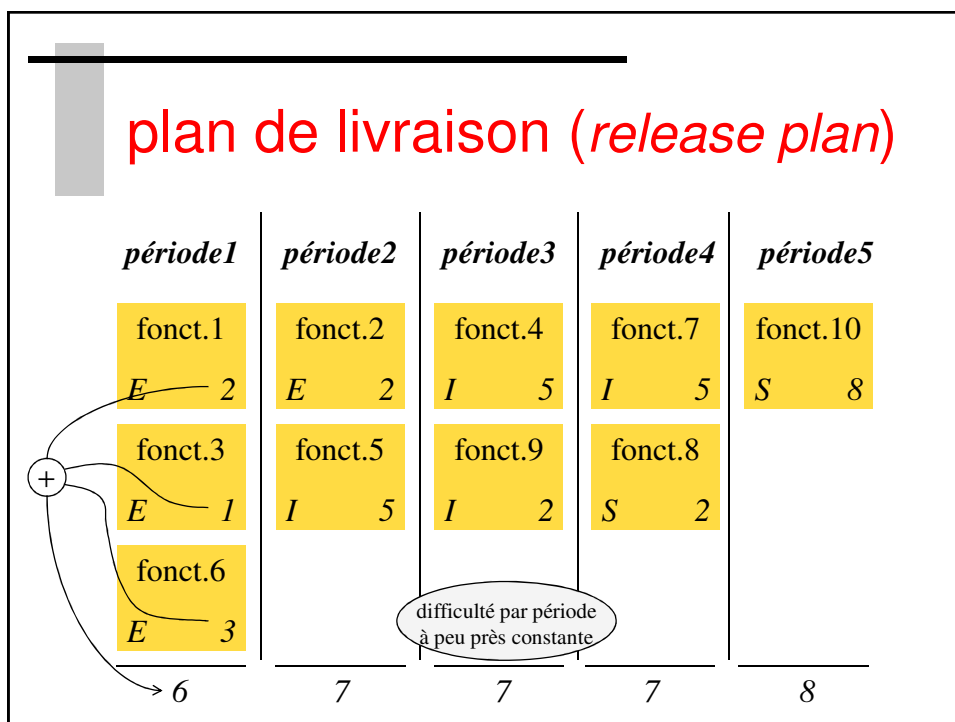 plan de livraison (release plan)
période1 période2 période3 période4 période5
fonct.1 fonct.2 fonct.4 fonct.7 fonct.10
E 2 E 2 I 5 I 5 S 8
fonct.3 fonct.5 fonct.9 fonct.8
+
E 1 I 5 I 2 S 2
fonct.6
E 3
difficulté par période
à peu près constante
6 7 7 7 8